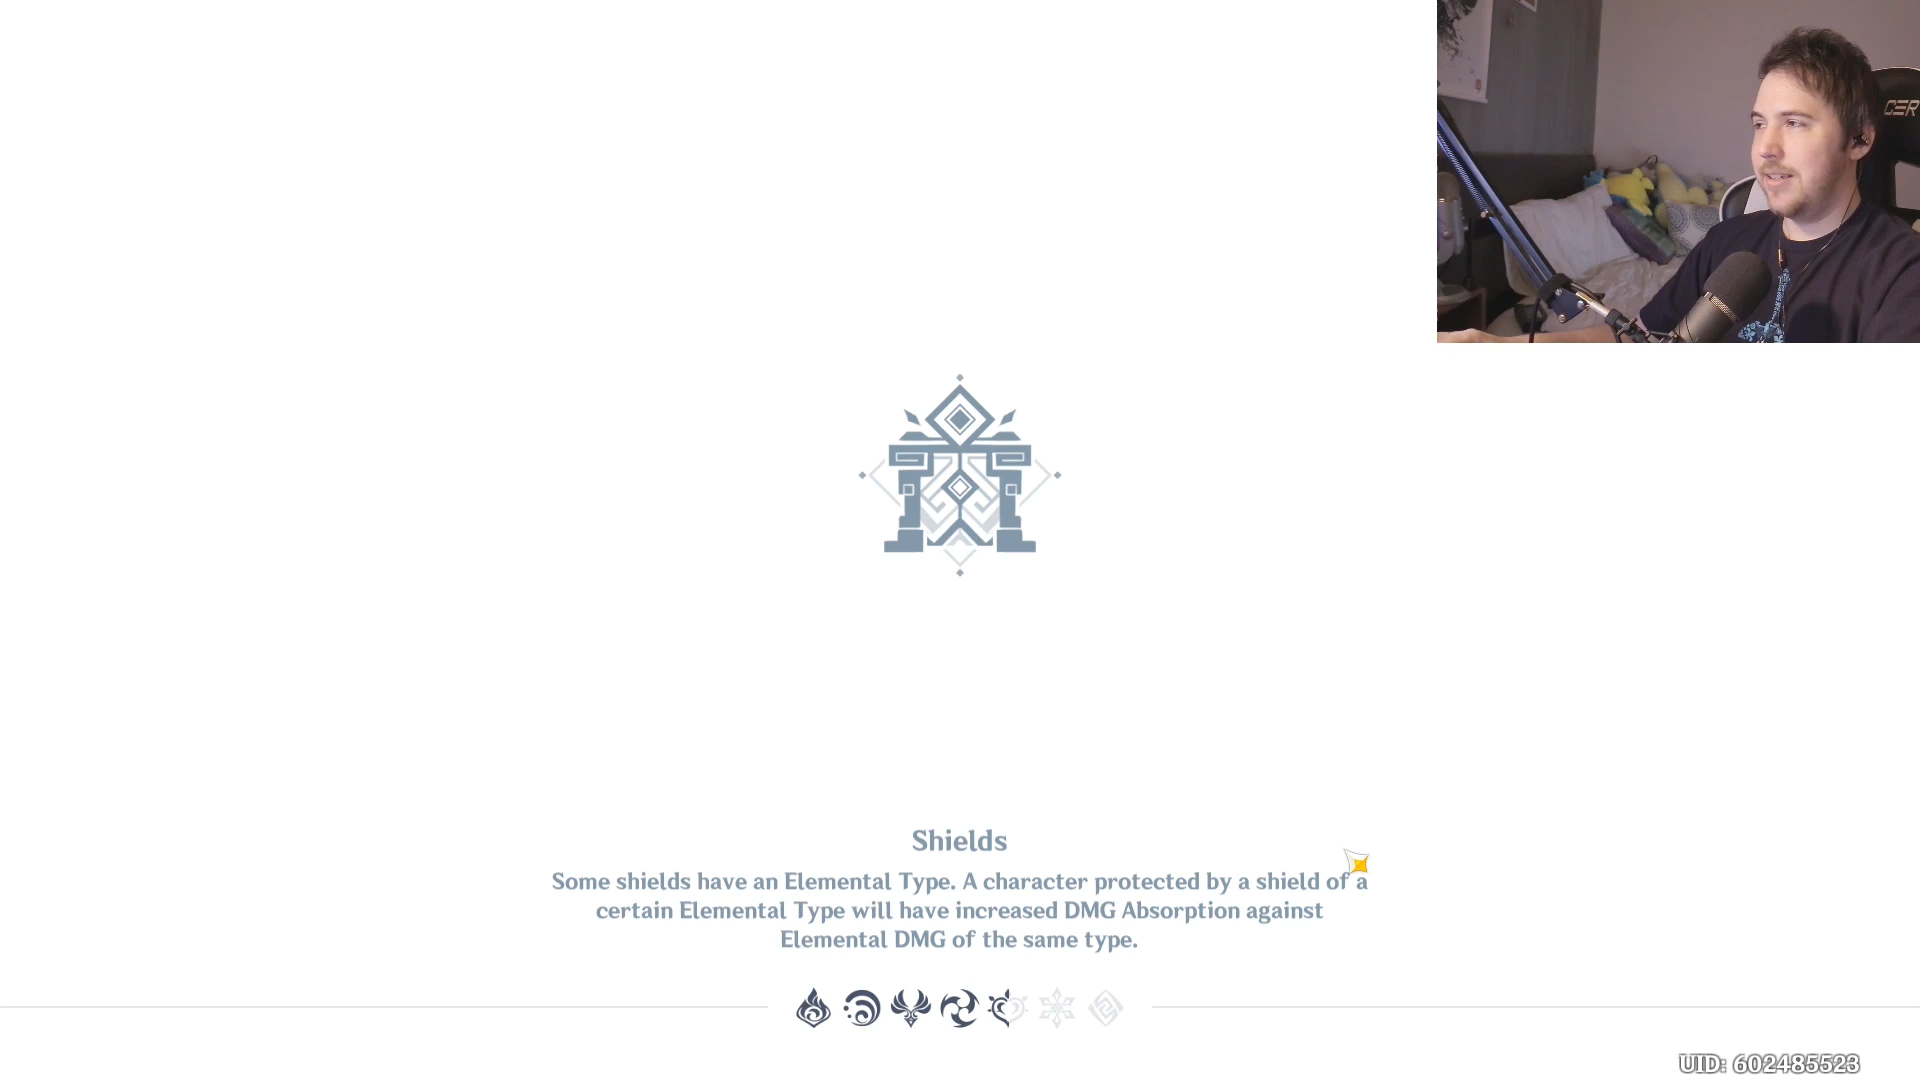 CER
Shields
Some shields have an Elemental Type. A character protected by a shield of a
certain Elemental Type will have increased DMG Absorption against
Elemental DMG of the same type.
UID: 602485523